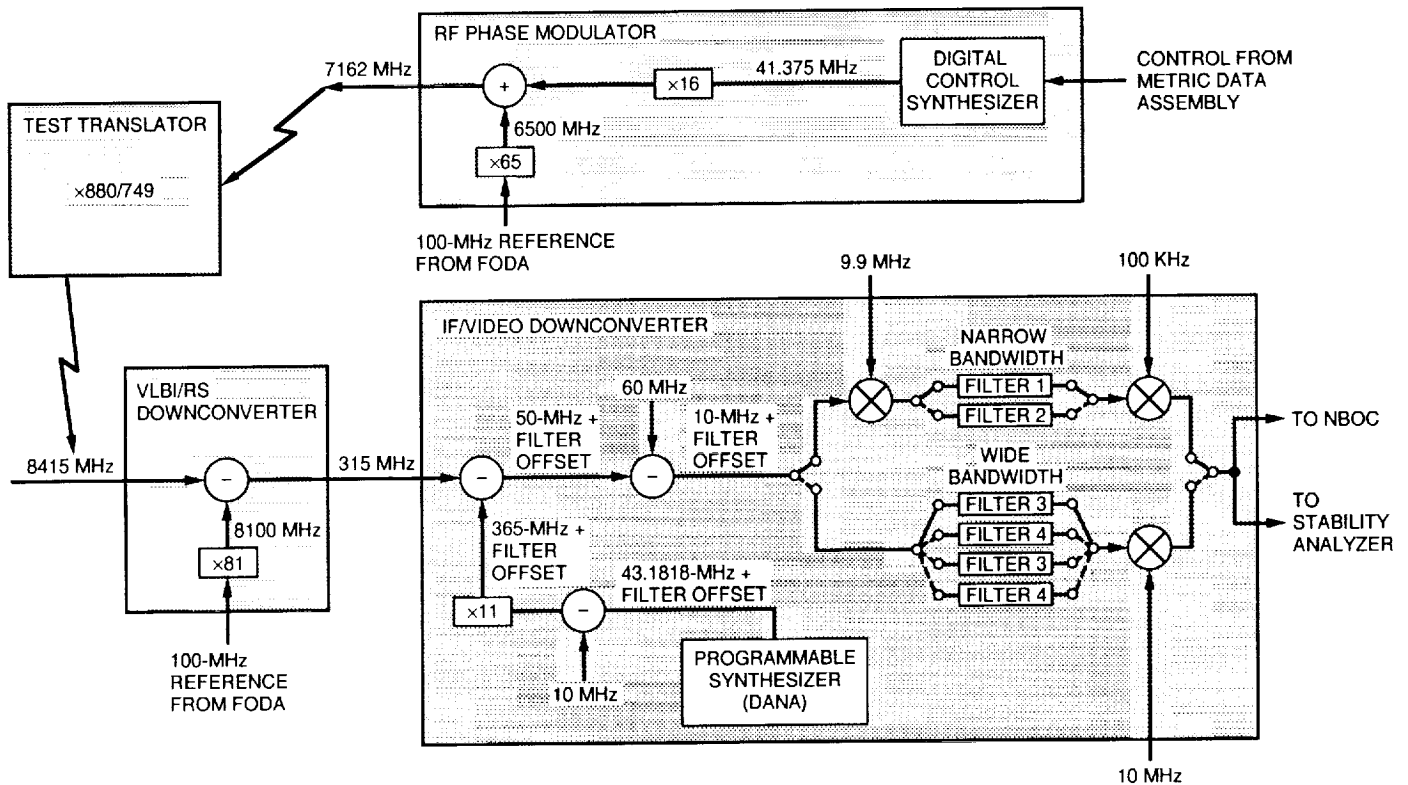 RF PHASE MODULATOR
7162 MHz
+
×16
41.375 MHz
DIGITAL
CONTROL
SYNTHESIZER
CONTROL FROM
METRIC DATA
ASSEMBLY
6500 MHz
×65
100-MHz REFERENCE
FROM FODA
TEST TRANSLATOR
×880/749
VLBI/RS
DOWNCONVERTER
8415 MHz
−
315 MHz
8100 MHz
×81
100-MHz
REFERENCE
FROM FODA
IF/VIDEO DOWNCONVERTER
−
50-MHz +
FILTER
OFFSET
60 MHz
−
10-MHz +
FILTER
OFFSET
365-MHz +
FILTER
OFFSET
×11
−
43.1818-MHz +
FILTER OFFSET
10 MHz
PROGRAMMABLE
SYNTHESIZER
(DANA)
9.9 MHz
100 KHz
NARROW
BANDWIDTH
FILTER 1
FILTER 2
WIDE
BANDWIDTH
FILTER 3
FILTER 4
FILTER 3
FILTER 4
10 MHz
TO NBOC
TO
STABILITY
ANALYZER